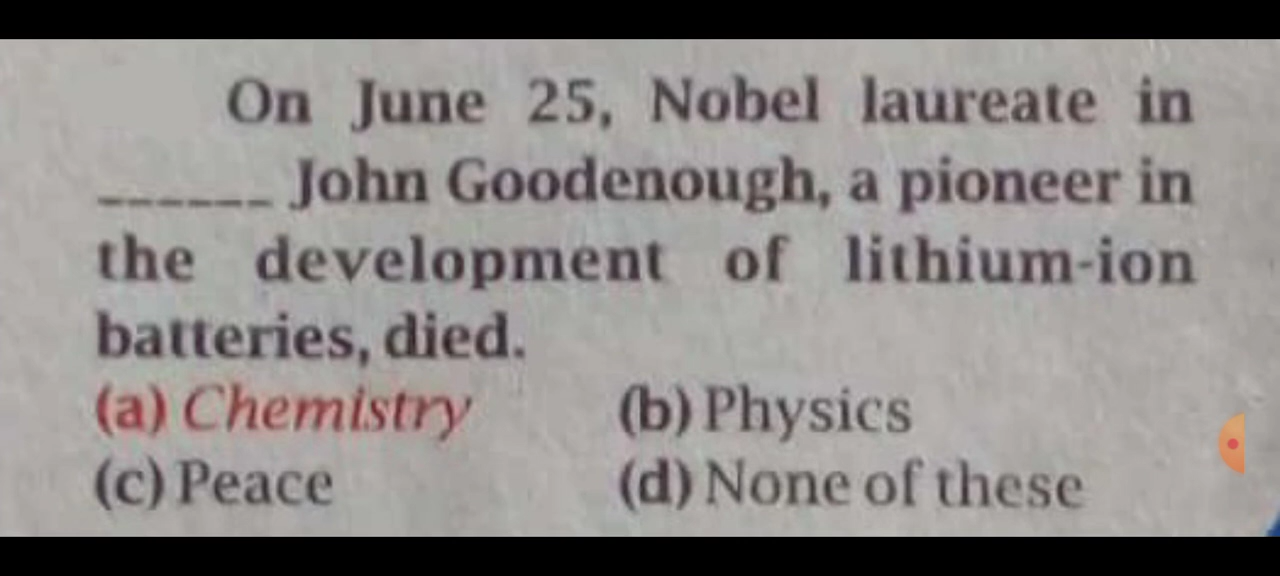 On June 25, Nobel laureate in
______ John Goodenough, a pioneer in
the development of lithium-ion
batteries, died.
(a) Chemistry (b) Physics
(c) Peace (d) None of these